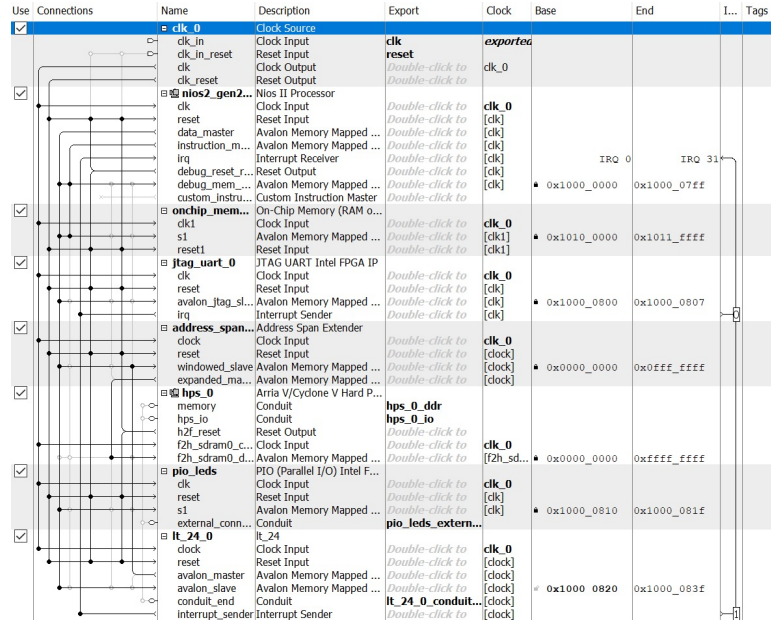 Use Connections Name Description Export Clock Base End I... Tags
clk_0 Clock Source
clk_in Clock Input clk exported
clk_in_reset Reset Input reset
clk Clock Output Double-click to clk_0
clk_reset Reset Output Double-click to
nios2_gen2... Nios II Processor
clk Clock Input Double-click to clk_0
reset Reset Input Double-click to [clk]
data_master Avalon Memory Mapped ... Double-click to [clk]
instruction_m... Avalon Memory Mapped ... Double-click to [clk]
irq Interrupt Receiver Double-click to [clk] IRQ 0 IRQ 31
debug_reset_r... Reset Output Double-click to [clk]
debug_mem_... Avalon Memory Mapped ... Double-click to [clk] 0x1000_0000 0x1000_07ff
custom_instru... Custom Instruction Master Double-click to
onchip_mem... On-Chip Memory (RAM o...
clk1 Clock Input Double-click to clk_0
s1 Avalon Memory Mapped ... Double-click to [clk1] 0x1010_0000 0x1011_ffff
reset1 Reset Input Double-click to [clk1]
jtag_uart_0 JTAG UART Intel FPGA IP
clk Clock Input Double-click to clk_0
reset Reset Input Double-click to [clk]
avalon_jtag_sl... Avalon Memory Mapped ... Double-click to [clk] 0x1000_0800 0x1000_0807
irq Interrupt Sender Double-click to [clk] 0
address_span... Address Span Extender
clock Clock Input Double-click to clk_0
reset Reset Input Double-click to [clock]
windowed_slave Avalon Memory Mapped ... Double-click to [clock] 0x0000_0000 0x0fff_ffff
expanded_ma... Avalon Memory Mapped ... Double-click to [clock]
hps_0 Arria V/Cyclone V Hard P...
memory Conduit hps_0_ddr
hps_io Conduit hps_0_io
h2f_reset Reset Output Double-click to
f2h_sdram0_c... Clock Input Double-click to clk_0
f2h_sdram0_d... Avalon Memory Mapped ... Double-click to [f2h_sd... 0x0000_0000 0xffff_ffff
pio_leds PIO (Parallel I/O) Intel F...
clk Clock Input Double-click to clk_0
reset Reset Input Double-click to [clk]
s1 Avalon Memory Mapped ... Double-click to [clk] 0x1000_0810 0x1000_081f
external_conn... Conduit pio_leds_extern...
lt_24_0 lt_24
clock Clock Input Double-click to clk_0
reset Reset Input Double-click to [clock]
avalon_master Avalon Memory Mapped ... Double-click to [clock]
avalon_slave Avalon Memory Mapped ... Double-click to [clock] 0x1000 0820 0x1000_083f
conduit_end Conduit lt_24_0_conduit... [clock]
interrupt_sender Interrupt Sender Double-click to [clock] 1